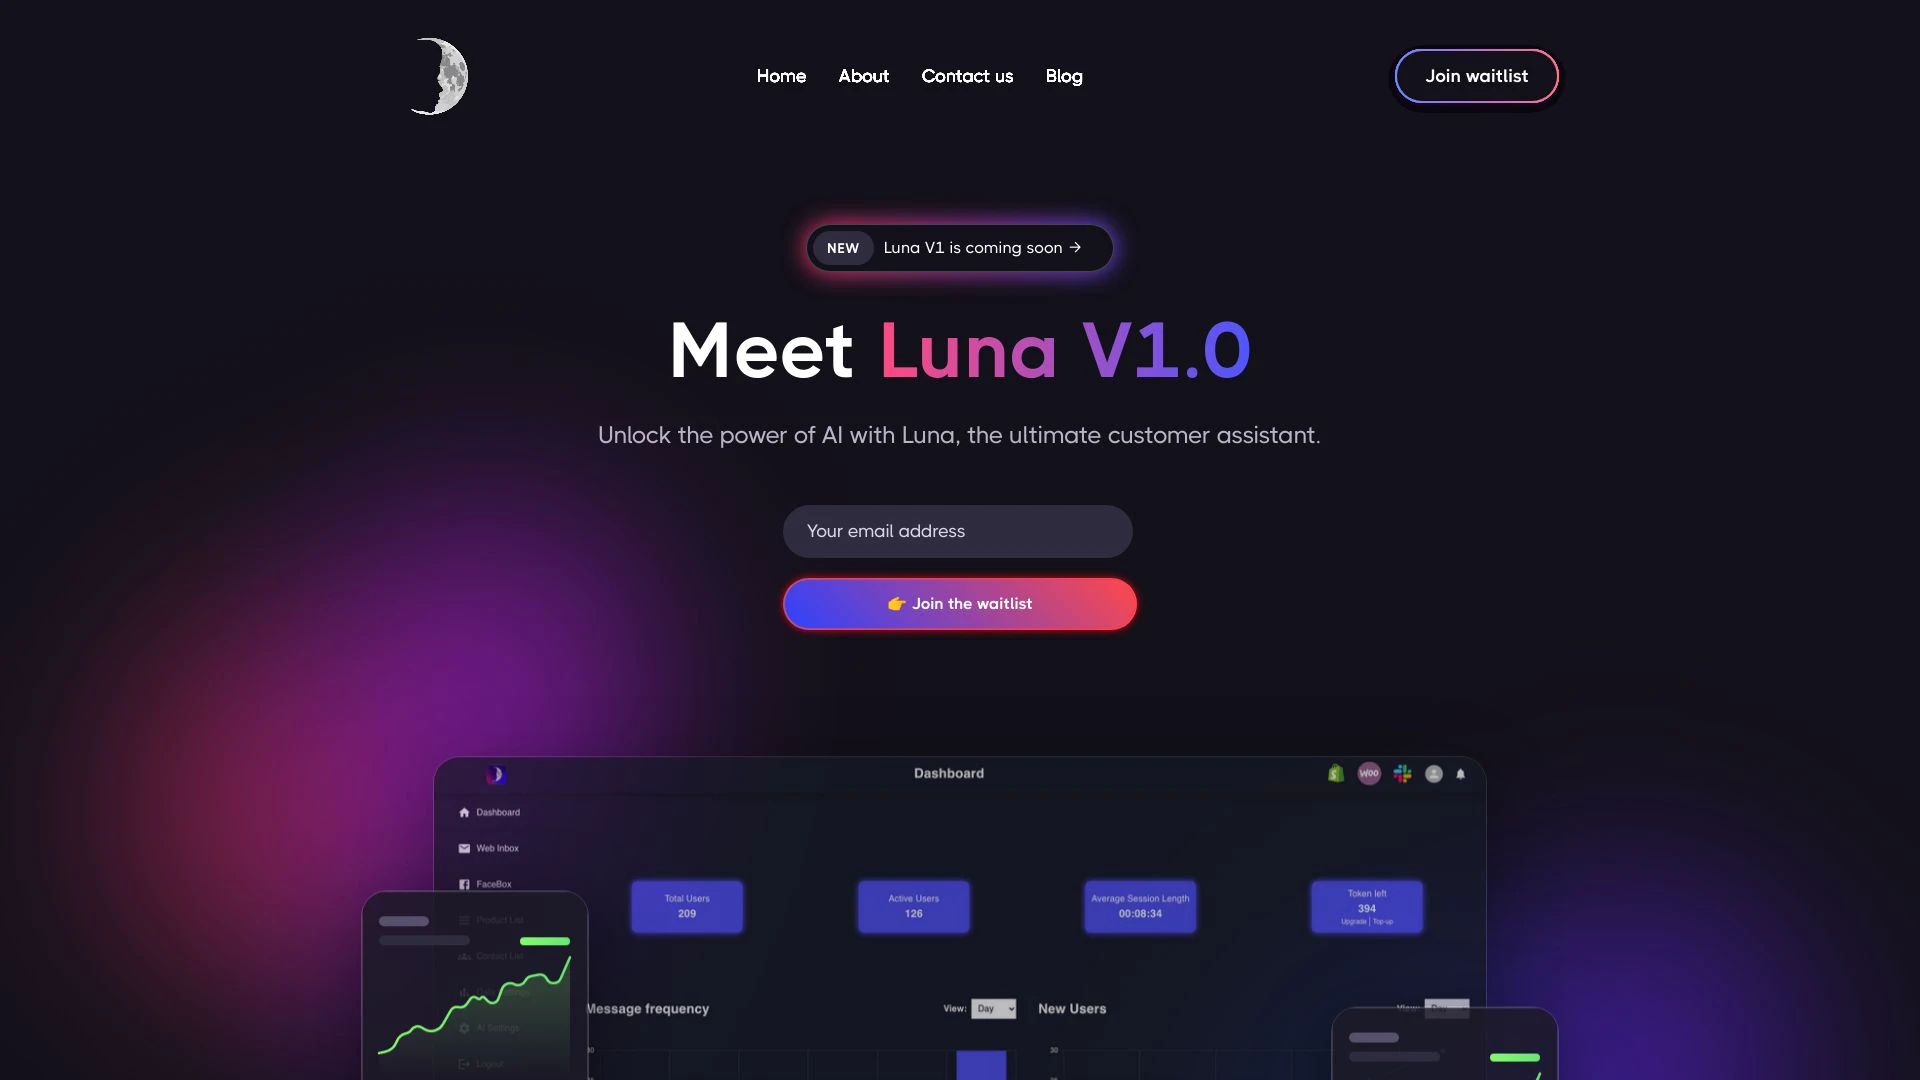 Home About Contact us Blog
Join waitlist
NEW Luna V1 is coming soon →
Meet Luna V1.0
Unlock the power of AI with Luna, the ultimate customer assistant.
Your email address
👉 Join the waitlist
Dashboard
WOO
Dashboard
Web Inbox
FaceBox
Product List
Contact List
AI Settings
Logout
Total Users
209
Active Users
126
Average Session Length
00:08:34
Token left
394
Upgrade | Top-up
Message frequency
View: Day
New Users
View: Day
30